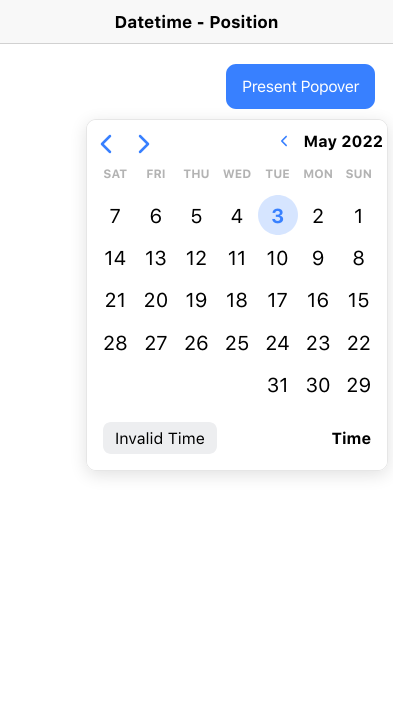 Datetime - Position
Present Popover
May 2022
SAT FRI THU WED TUE MON SUN
7 6 5 4 3 2 1
14 13 12 11 10 9 8
21 20 19 18 17 16 15
28 27 26 25 24 23 22
31 30 29
Invalid Time Time